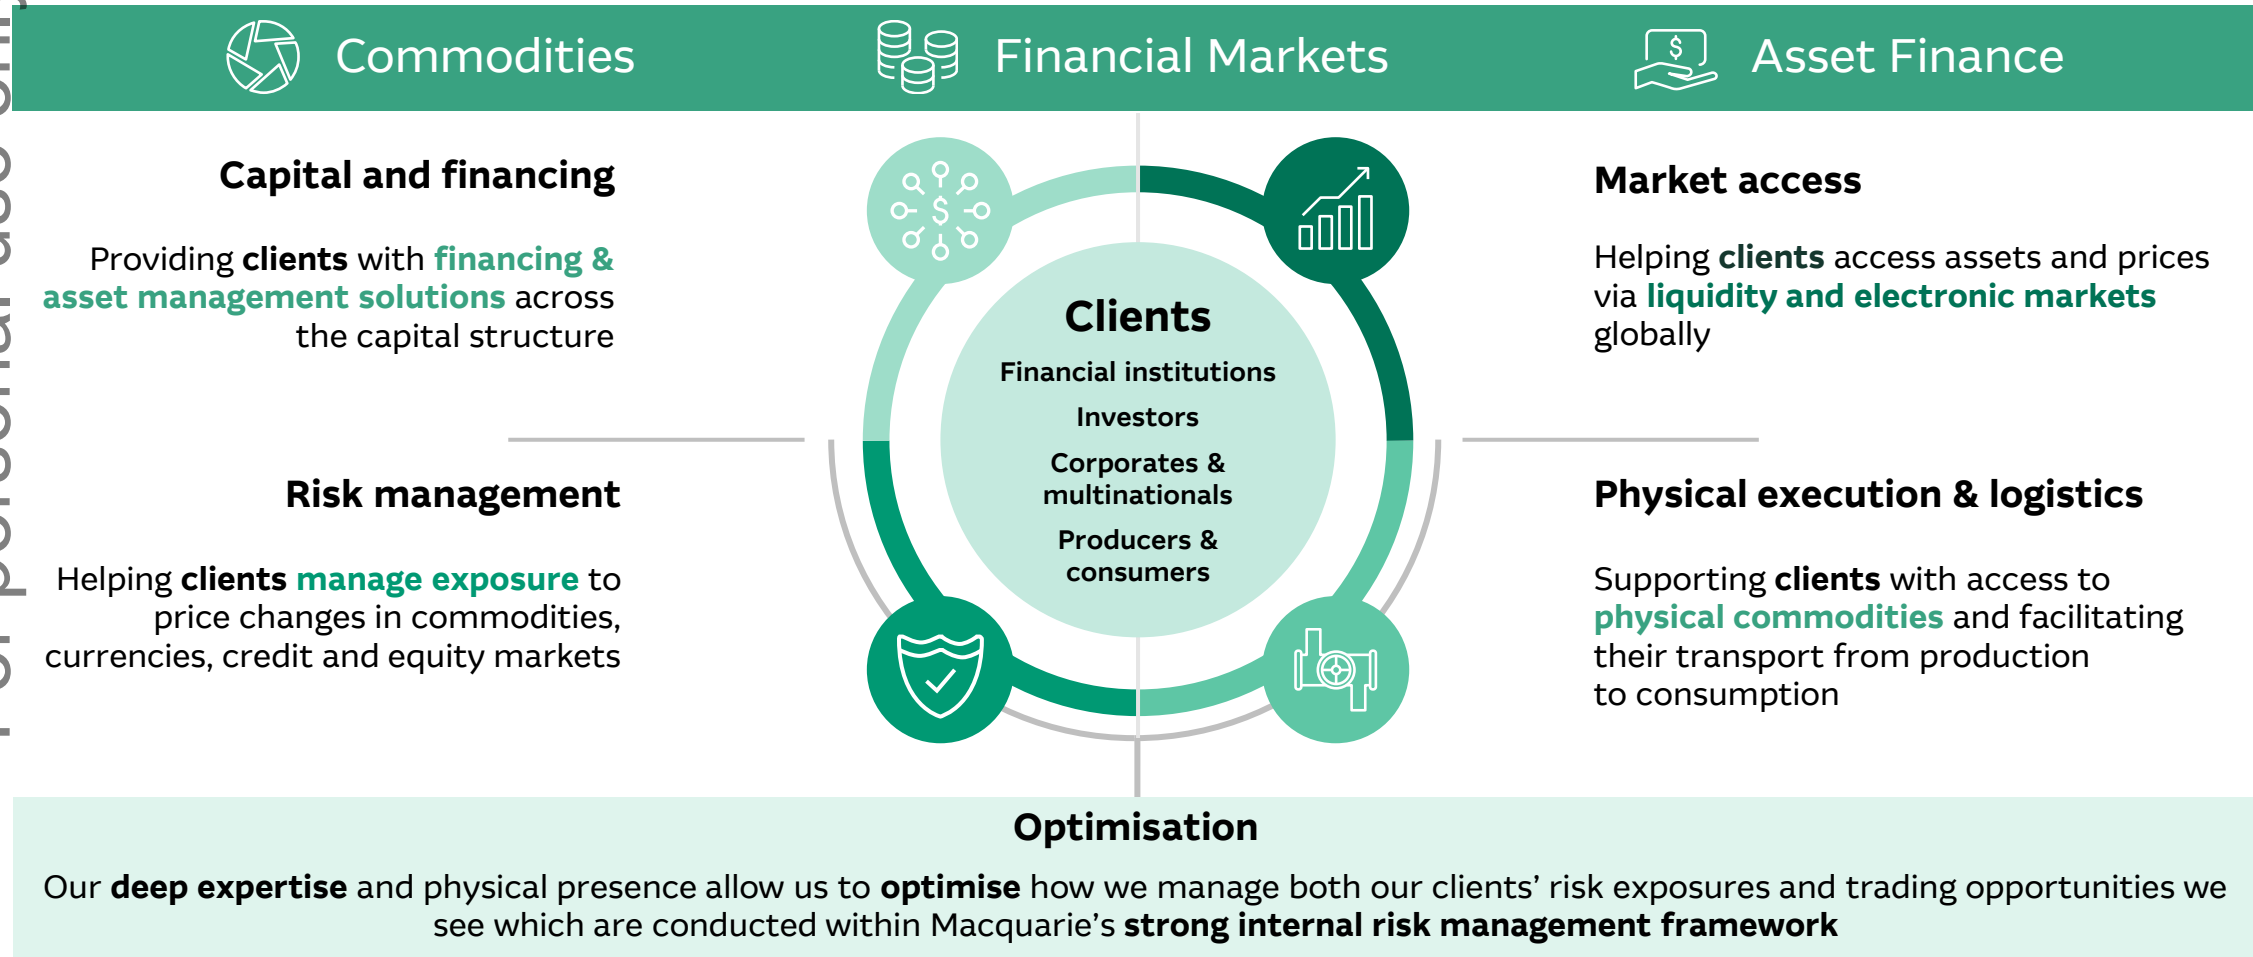 Commodities
Financial Markets
Asset Finance
Capital and financing
Providing clients with financing &
asset management solutions across
the capital structure
Market access
Helping clients access assets and prices
via liquidity and electronic markets
globally
Clients
Financial institutions
Investors
Corporates &
multinationals
Producers &
consumers
Risk management
Helping clients manage exposure to
price changes in commodities,
currencies, credit and equity markets
Physical execution & logistics
Supporting clients with access to
physical commodities and facilitating
their transport from production
to consumption
Optimisation
Our deep expertise and physical presence allow us to optimise how we manage both our clients’ risk exposures and trading opportunities we
see which are conducted within Macquarie’s strong internal risk management framework